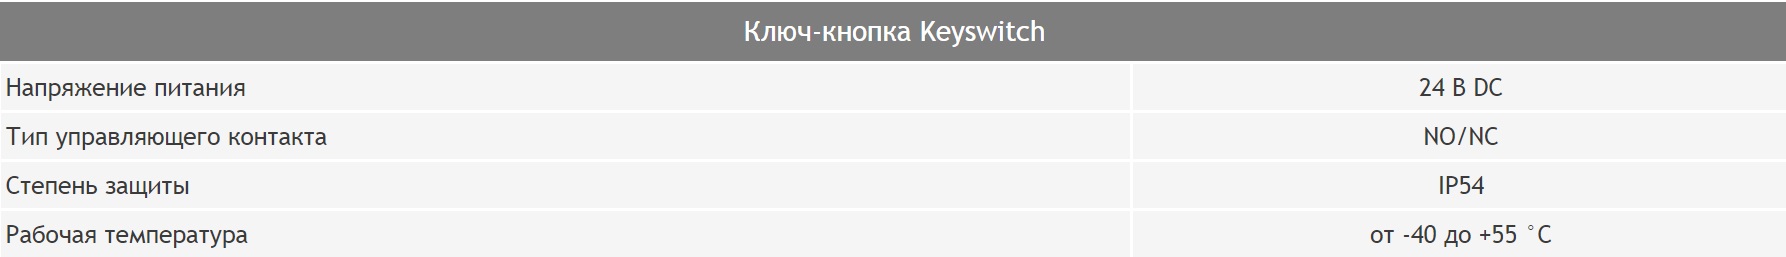 Ключ-кнопка Keyswitch
Напряжение питания 24 В DC
Тип управляющего контакта NO/NC
Степень защиты IP54
Рабочая температура от -40 до +55 °C